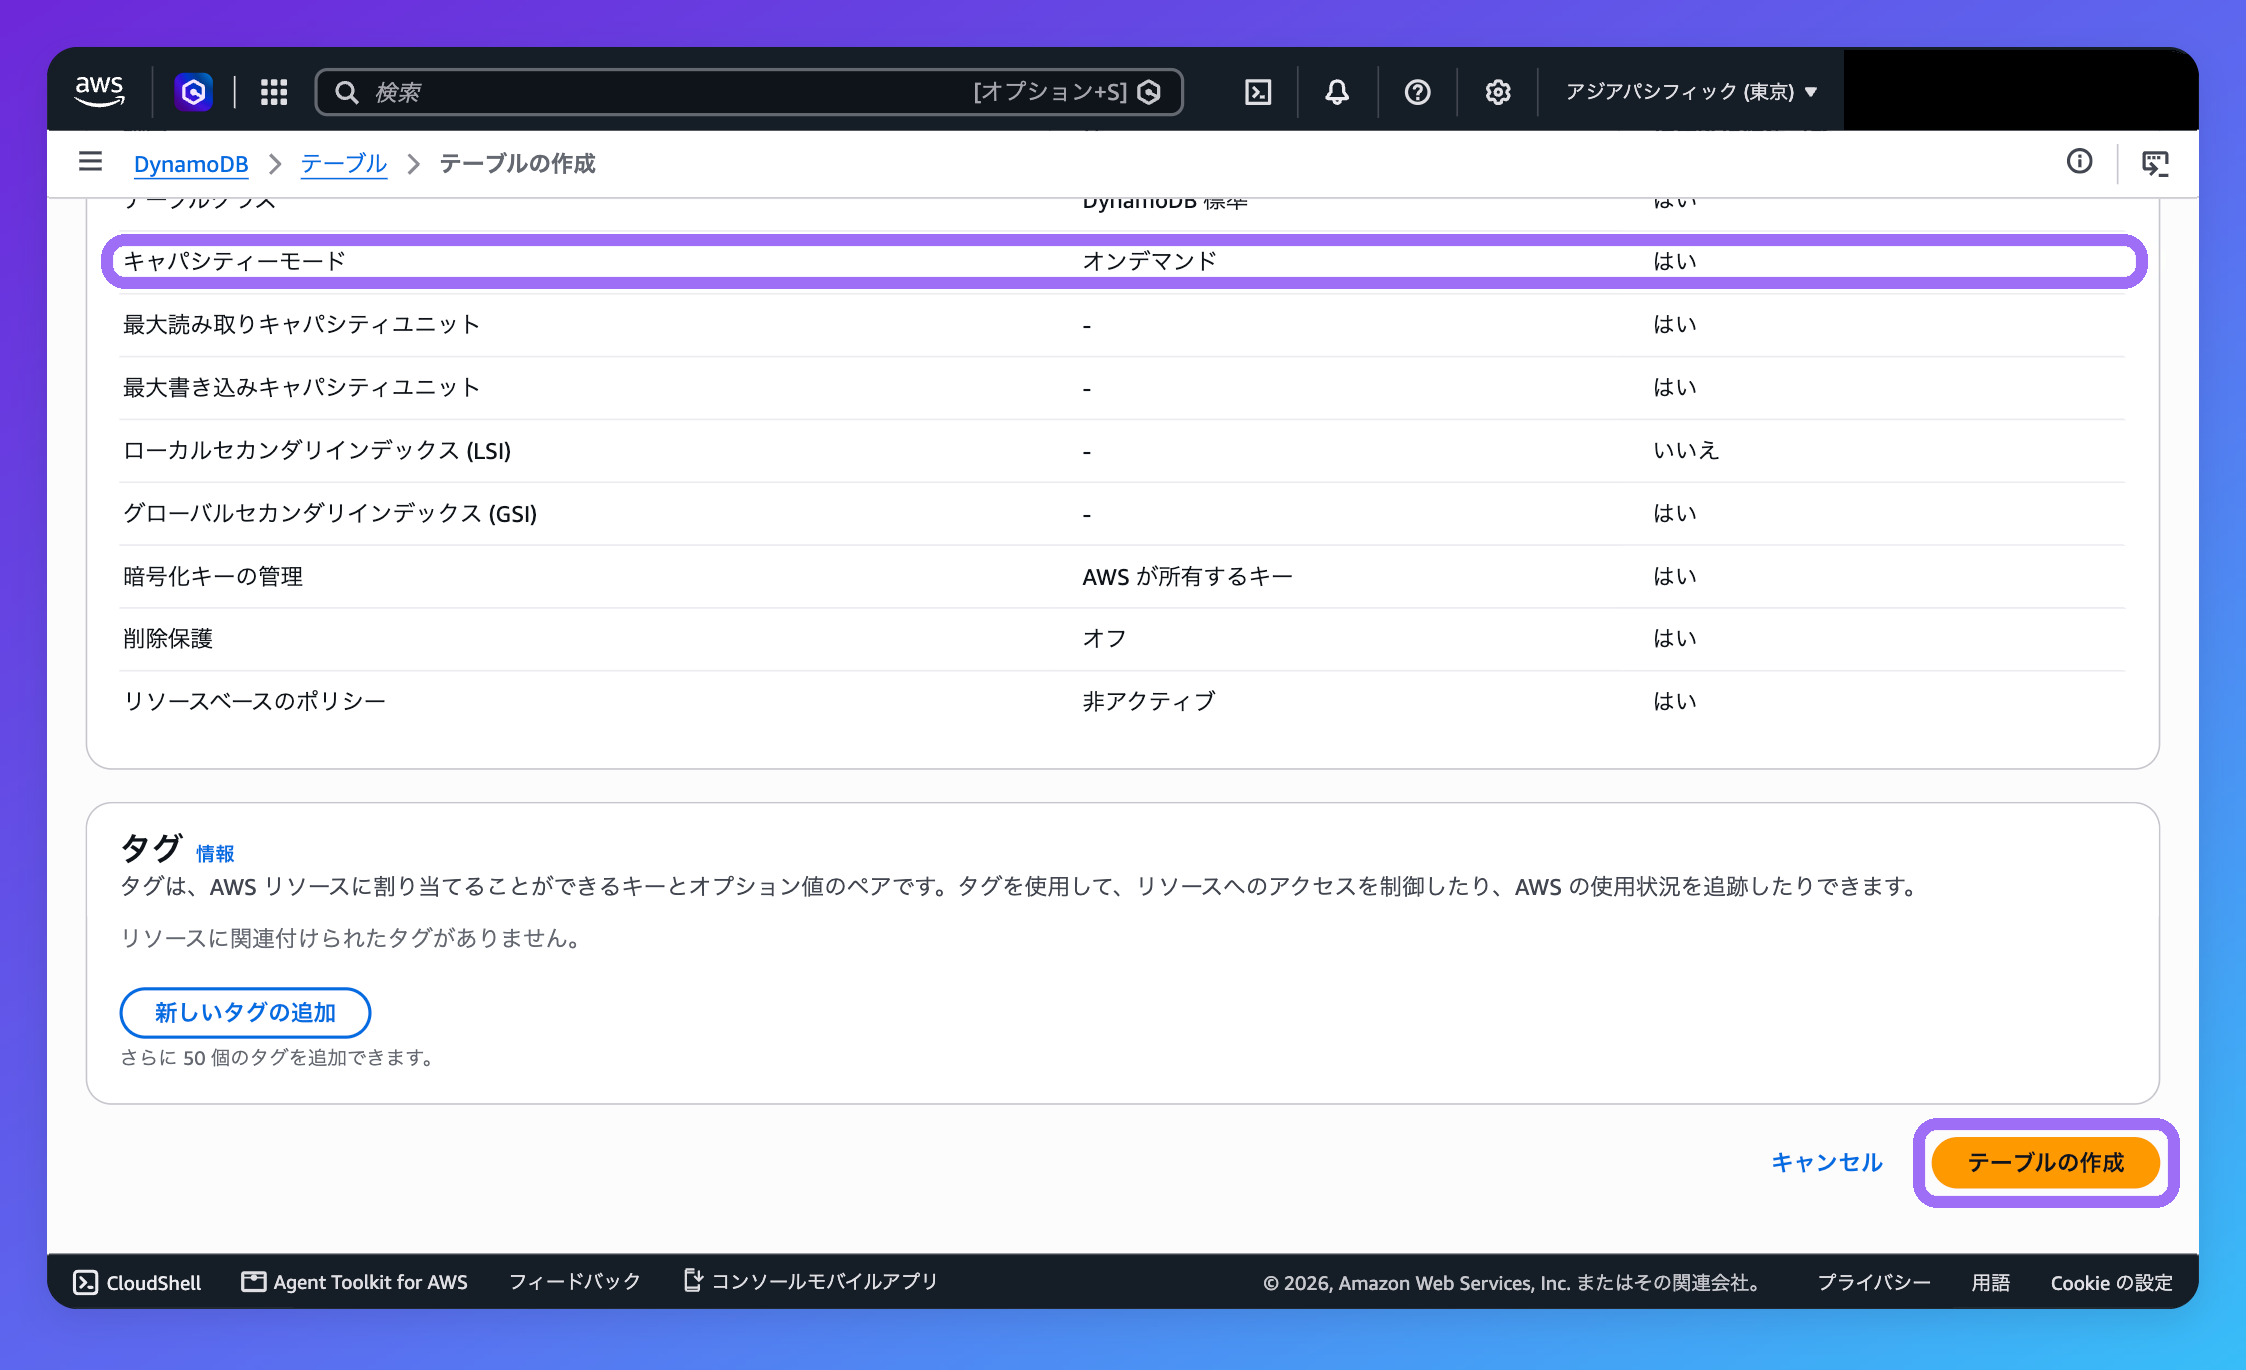 aws
検索 [オプション+S]
アジアパシフィック (東京) ▼
DynamoDB > テーブル > テーブルの作成
テーブルクラス DynamoDB 標準 はい
キャパシティーモード オンデマンド はい
最大読み取りキャパシティユニット - はい
最大書き込みキャパシティユニット - はい
ローカルセカンダリインデックス (LSI) - いいえ
グローバルセカンダリインデックス (GSI) - はい
暗号化キーの管理 AWS が所有するキー はい
削除保護 オフ はい
リソースベースのポリシー 非アクティブ はい
タグ 情報
タグは、AWS リソースに割り当てることができるキーとオプション値のペアです。タグを使用して、リソースへのアクセスを制御したり、AWS の使用状況を追跡したりできます。
リソースに関連付けられたタグがありません。
新しいタグの追加
さらに 50 個のタグを追加できます。
キャンセル テーブルの作成
CloudShell Agent Toolkit for AWS フィードバック コンソールモバイルアプリ © 2026, Amazon Web Services, Inc. またはその関連会社。 プライバシー 用語 Cookie の設定